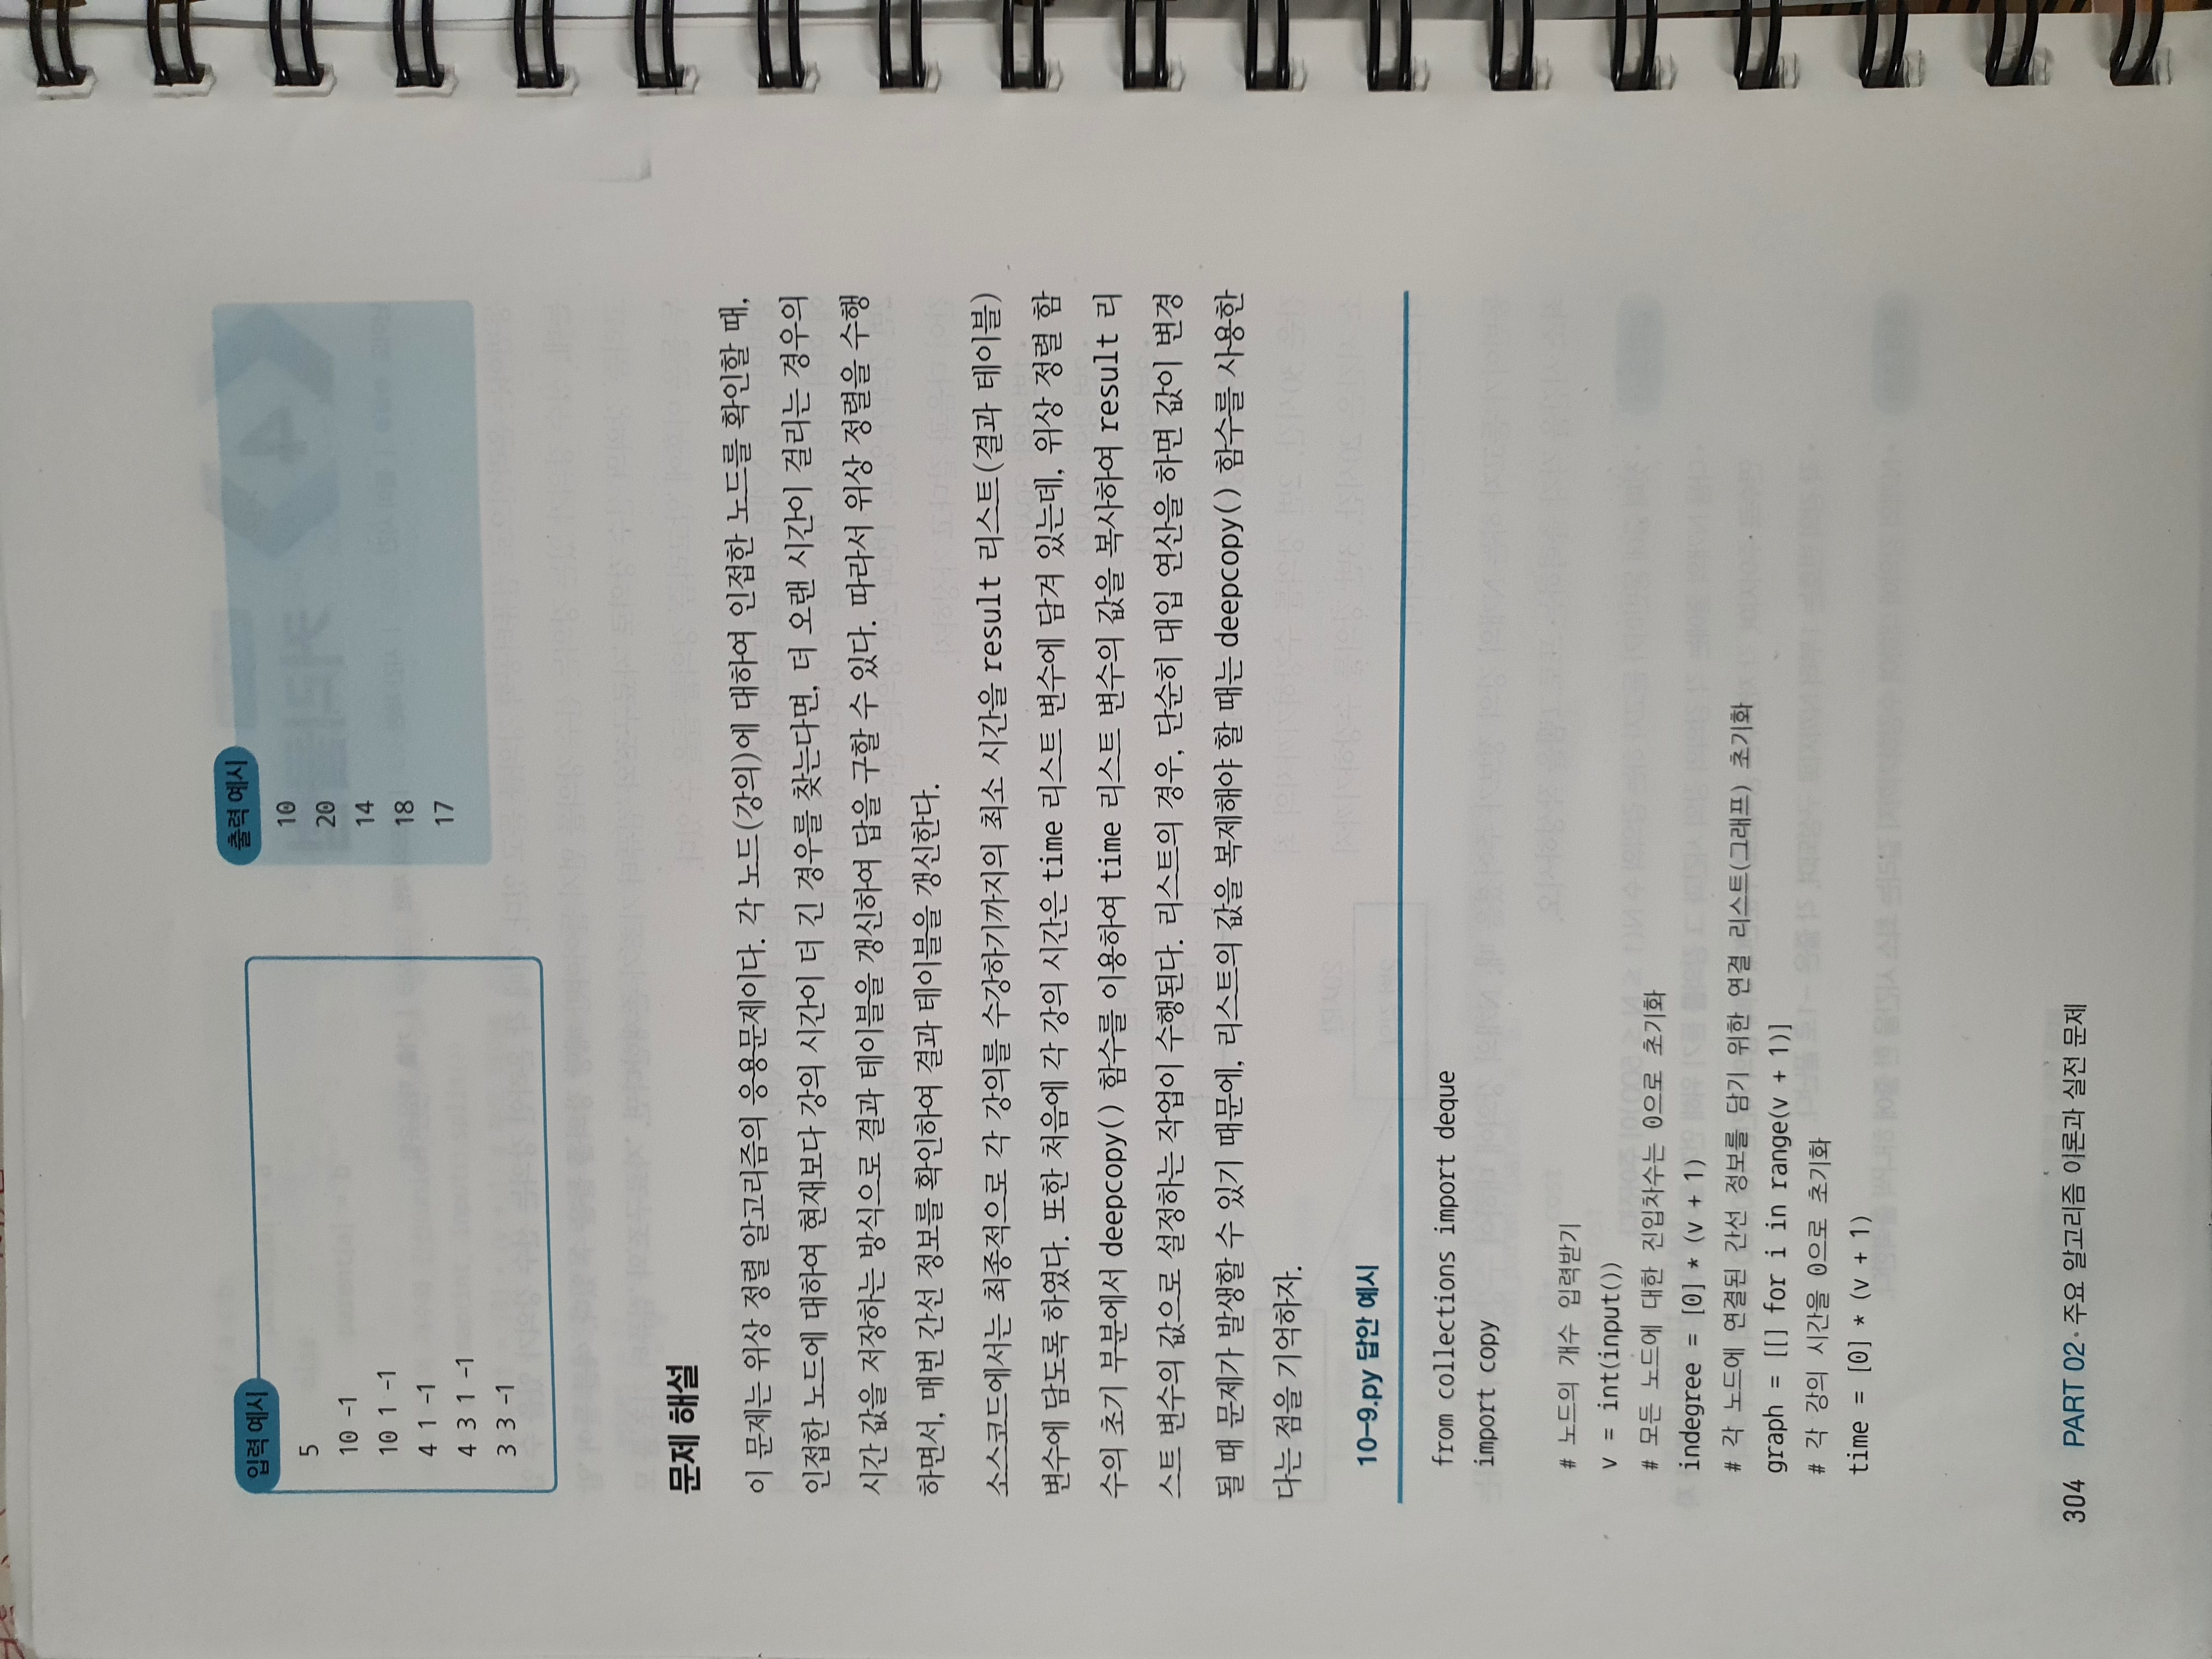 입력 예시
5
10 -1
10 1 -1
4 1 -1
4 3 1 -1
3 3 -1
출력 예시
10
20
14
18
17
문제 해설
이 문제는 위상 정렬 알고리즘의 응용문제이다. 각 노드(강의)에 대하여 인접한 노드를 확인할 때,
인접한 노드에 대하여 현재보다 강의 시간이 더 긴 경우를 찾는다면, 더 오랜 시간이 걸리는 경우의
시간 값을 저장하는 방식으로 결과 테이블을 갱신하여 답을 구할 수 있다. 따라서 위상 정렬을 수행
하면서, 매번 간선 정보를 확인하여 결과 테이블을 갱신한다.
소스코드에서는 최종적으로 각 강의를 수강하기까지의 최소 시간을 result 리스트(결과 테이블)
변수에 담도록 하였다. 또한 처음에 각 강의 시간은 time 리스트 변수에 담겨 있는데, 위상 정렬 함
수의 초기 부분에서 deepcopy() 함수를 이용하여 time 리스트 변수의 값을 복사하여 result 리
스트 변수의 값으로 설정하는 작업이 수행된다. 리스트의 경우, 단순히 대입 연산을 하면 값이 변경
될 때 문제가 발생할 수 있기 때문에, 리스트의 값을 복제해야 할 때는 deepcopy() 함수를 사용한
다는 점을 기억하자.
10-9.py 답안 예시
from collections import deque
import copy
# 노드의 개수 입력받기
v = int(input())
# 모든 노드에 대한 진입차수는 0으로 초기화
indegree = [0] * (v + 1)
# 각 노드에 연결된 간선 정보를 담기 위한 연결 리스트(그래프) 초기화
graph = [[] for i in range(v + 1)]
# 각 강의 시간을 0으로 초기화
time = [0] * (v + 1)
304 PART 02 · 주요 알고리즘 이론과 실전 문제